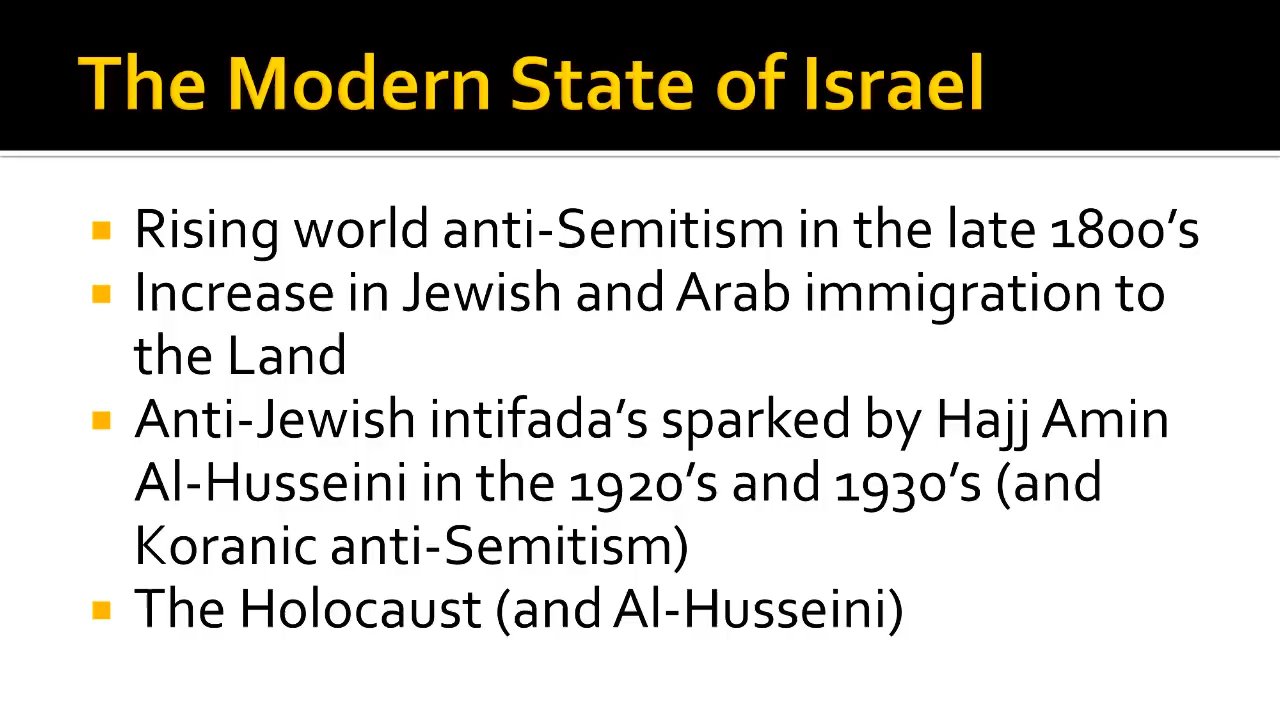 The Modern State of Israel
▪ Rising world anti-Semitism in the late 1800’s
▪ Increase in Jewish and Arab immigration to
the Land
▪ Anti-Jewish intifada’s sparked by Hajj Amin
Al-Husseini in the 1920’s and 1930’s (and
Koranic anti-Semitism)
▪ The Holocaust (and Al-Husseini)